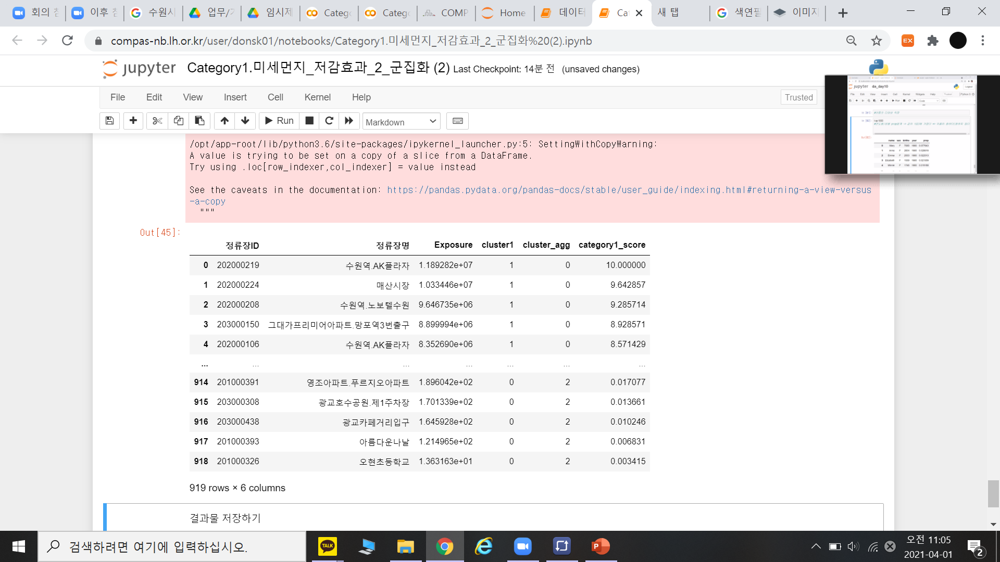 회의 참
이후 참
수원시
업무/기
임시저
Catego
Catego
COMP
Home
데이터
Cat
새 탭
색연필
이미지
compas-nb.lh.or.kr/user/donsk01/notebooks/Category1.미세먼지_저감효과_2_군집화%20(2).ipynb
EX
jupyter Category1.미세먼지_저감효과_2_군집화 (2) Last Checkpoint: 14분 전 (unsaved changes)
File Edit View Insert Cell Kernel Help Trusted
Run Markdown
jupyter da_day10
/opt/app-root/lib/python3.6/site-packages/ipykernel_launcher.py:5: SettingWithCopyWarning:
A value is trying to be set on a copy of a slice from a DataFrame.
Try using .loc[row_indexer,col_indexer] = value instead
See the caveats in the documentation: https://pandas.pydata.org/pandas-docs/stable/user_guide/indexing.html#returning-a-view-versus
-a-copy
"""
Out[45]:
정류장ID 정류장명 Exposure cluster1 cluster_agg category1_score
0 202000219 수원역.AK플라자 1.189282e+07 1 0 10.000000
1 202000224 매산시장 1.033446e+07 1 0 9.642857
2 202000208 수원역.노보텔수원 9.646735e+06 1 0 9.285714
3 203000150 그대가프리미어아파트.망포역3번출구 8.899994e+06 1 0 8.928571
4 202000106 수원역.AK플라자 8.352690e+06 1 0 8.571429
... ... ... ... ... ... ...
914 201000391 영조아파트.푸르지오아파트 1.896042e+02 0 2 0.017077
915 203000308 광교호수공원.제1주차장 1.701339e+02 0 2 0.013661
916 203000438 광교카페거리입구 1.645928e+02 0 2 0.010246
917 201000393 아름다운나날 1.214965e+02 0 2 0.006831
918 201000326 오현초등학교 1.363163e+01 0 2 0.003415
919 rows × 6 columns
결과물 저장하기
검색하려면 여기에 입력하십시오.
TALK
오전 11:05
2021-04-01
2